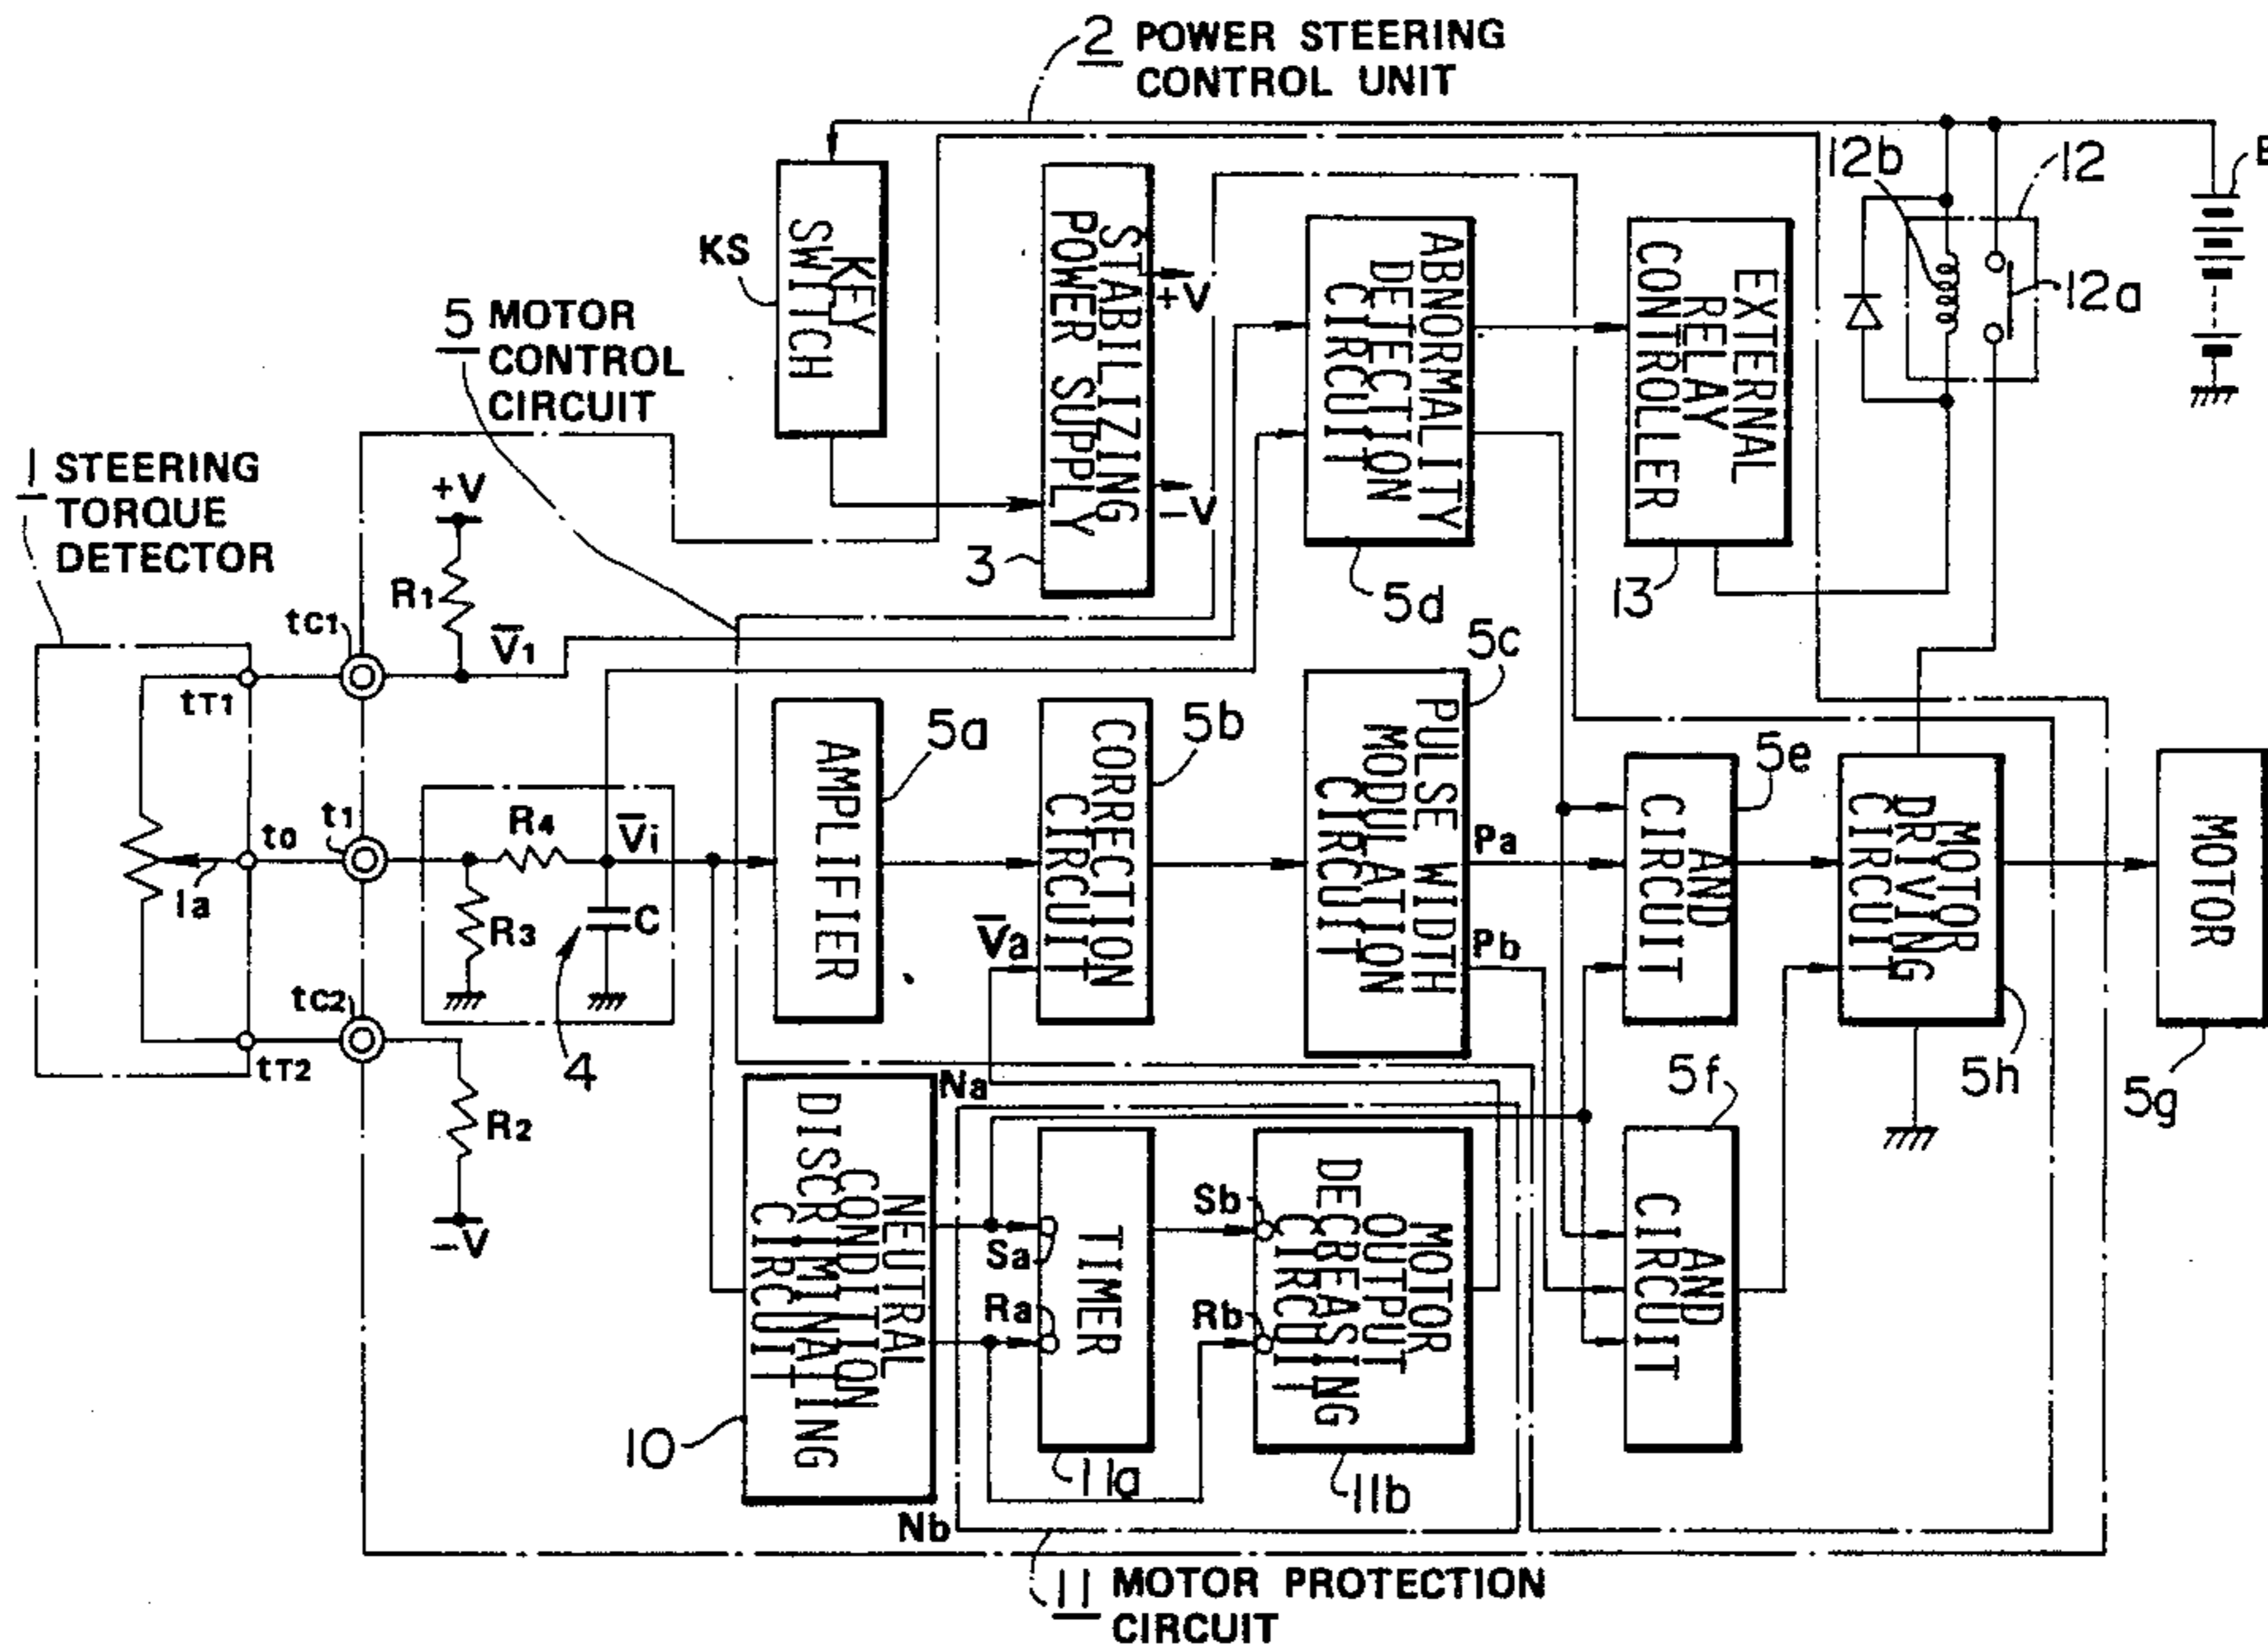 2 POWER STEERING
CONTROL UNIT
12b
12
12a
KS
KEY
SWITCH
STABILIZING
POWER SUPPLY
+V
-V
3
ABNORMALITY
DETECTION
CIRCUIT
5d
EXTERNAL
RELAY
CONTROLLER
13
5 MOTOR
CONTROL
CIRCUIT
1 STEERING
TORQUE
DETECTOR
+V
R1
tC1
V̅1
tT1
t1
t0
1a
R4
V̅i
R3
C
4
tC2
tT2
R2
-V
AMPLIFIER
5a
CORRECTION
CIRCUIT
5b
V̅a
PULSE WIDTH
MODULATION
CIRCUIT
5c
Pa
Pb
AND
CIRCUIT
5e
MOTOR
DRIVING
CIRCUIT
5h
MOTOR
5g
AND
CIRCUIT
5f
NEUTRAL
CONDITION
DISCRIMINATING
CIRCUIT
10
Na
Nb
Sa
Ra
TIMER
11a
Sb
Rb
MOTOR
OUTPUT
DECREASING
CIRCUIT
11b
11 MOTOR PROTECTION
CIRCUIT